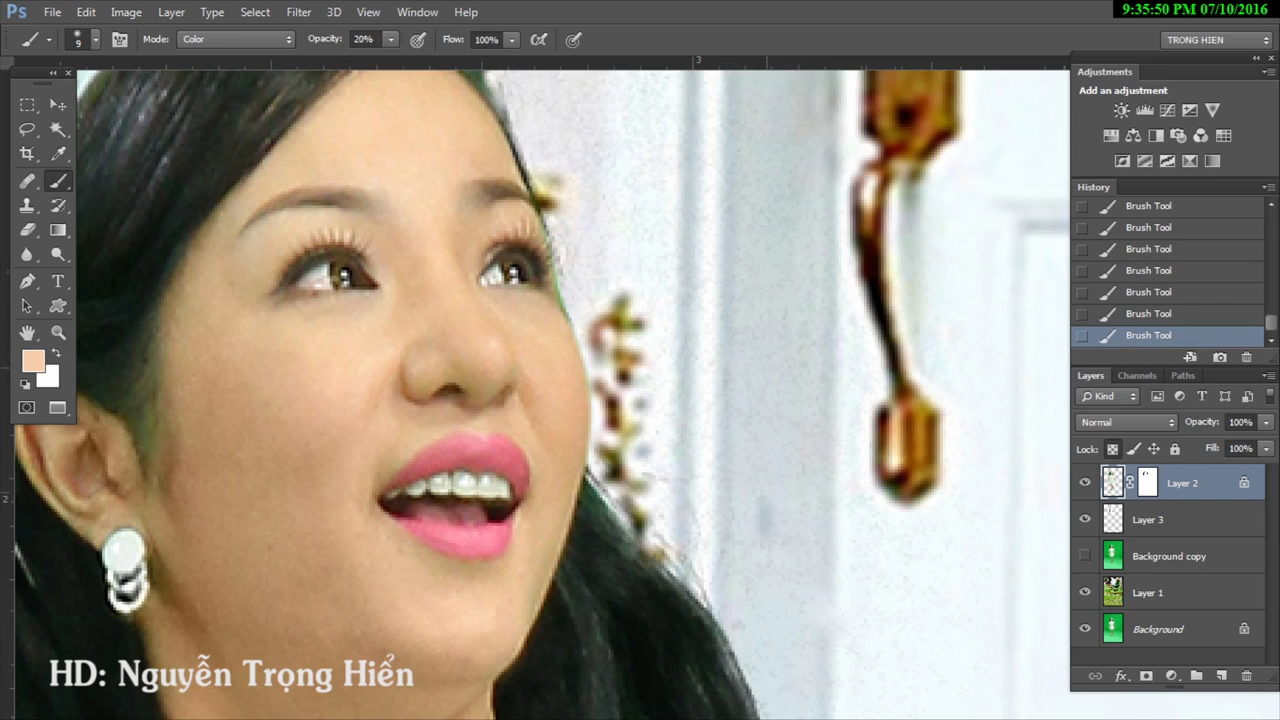 9:35:50 PM 07/10/2016
Ps File Edit Image Layer Type Select Filter 3D View Window Help
9 Mode: Color Opacity: 20% Flow: 100% TRONG HIEN
3
2
Adjustments
Add an adjustment
History
Brush Tool
Brush Tool
Brush Tool
Brush Tool
Brush Tool
Brush Tool
Brush Tool
Layers Channels Paths
Kind
Normal Opacity: 100%
Lock: Fill: 100%
Layer 2
Layer 3
Background copy
Layer 1
Background
HD: Nguyễn Trọng Hiển